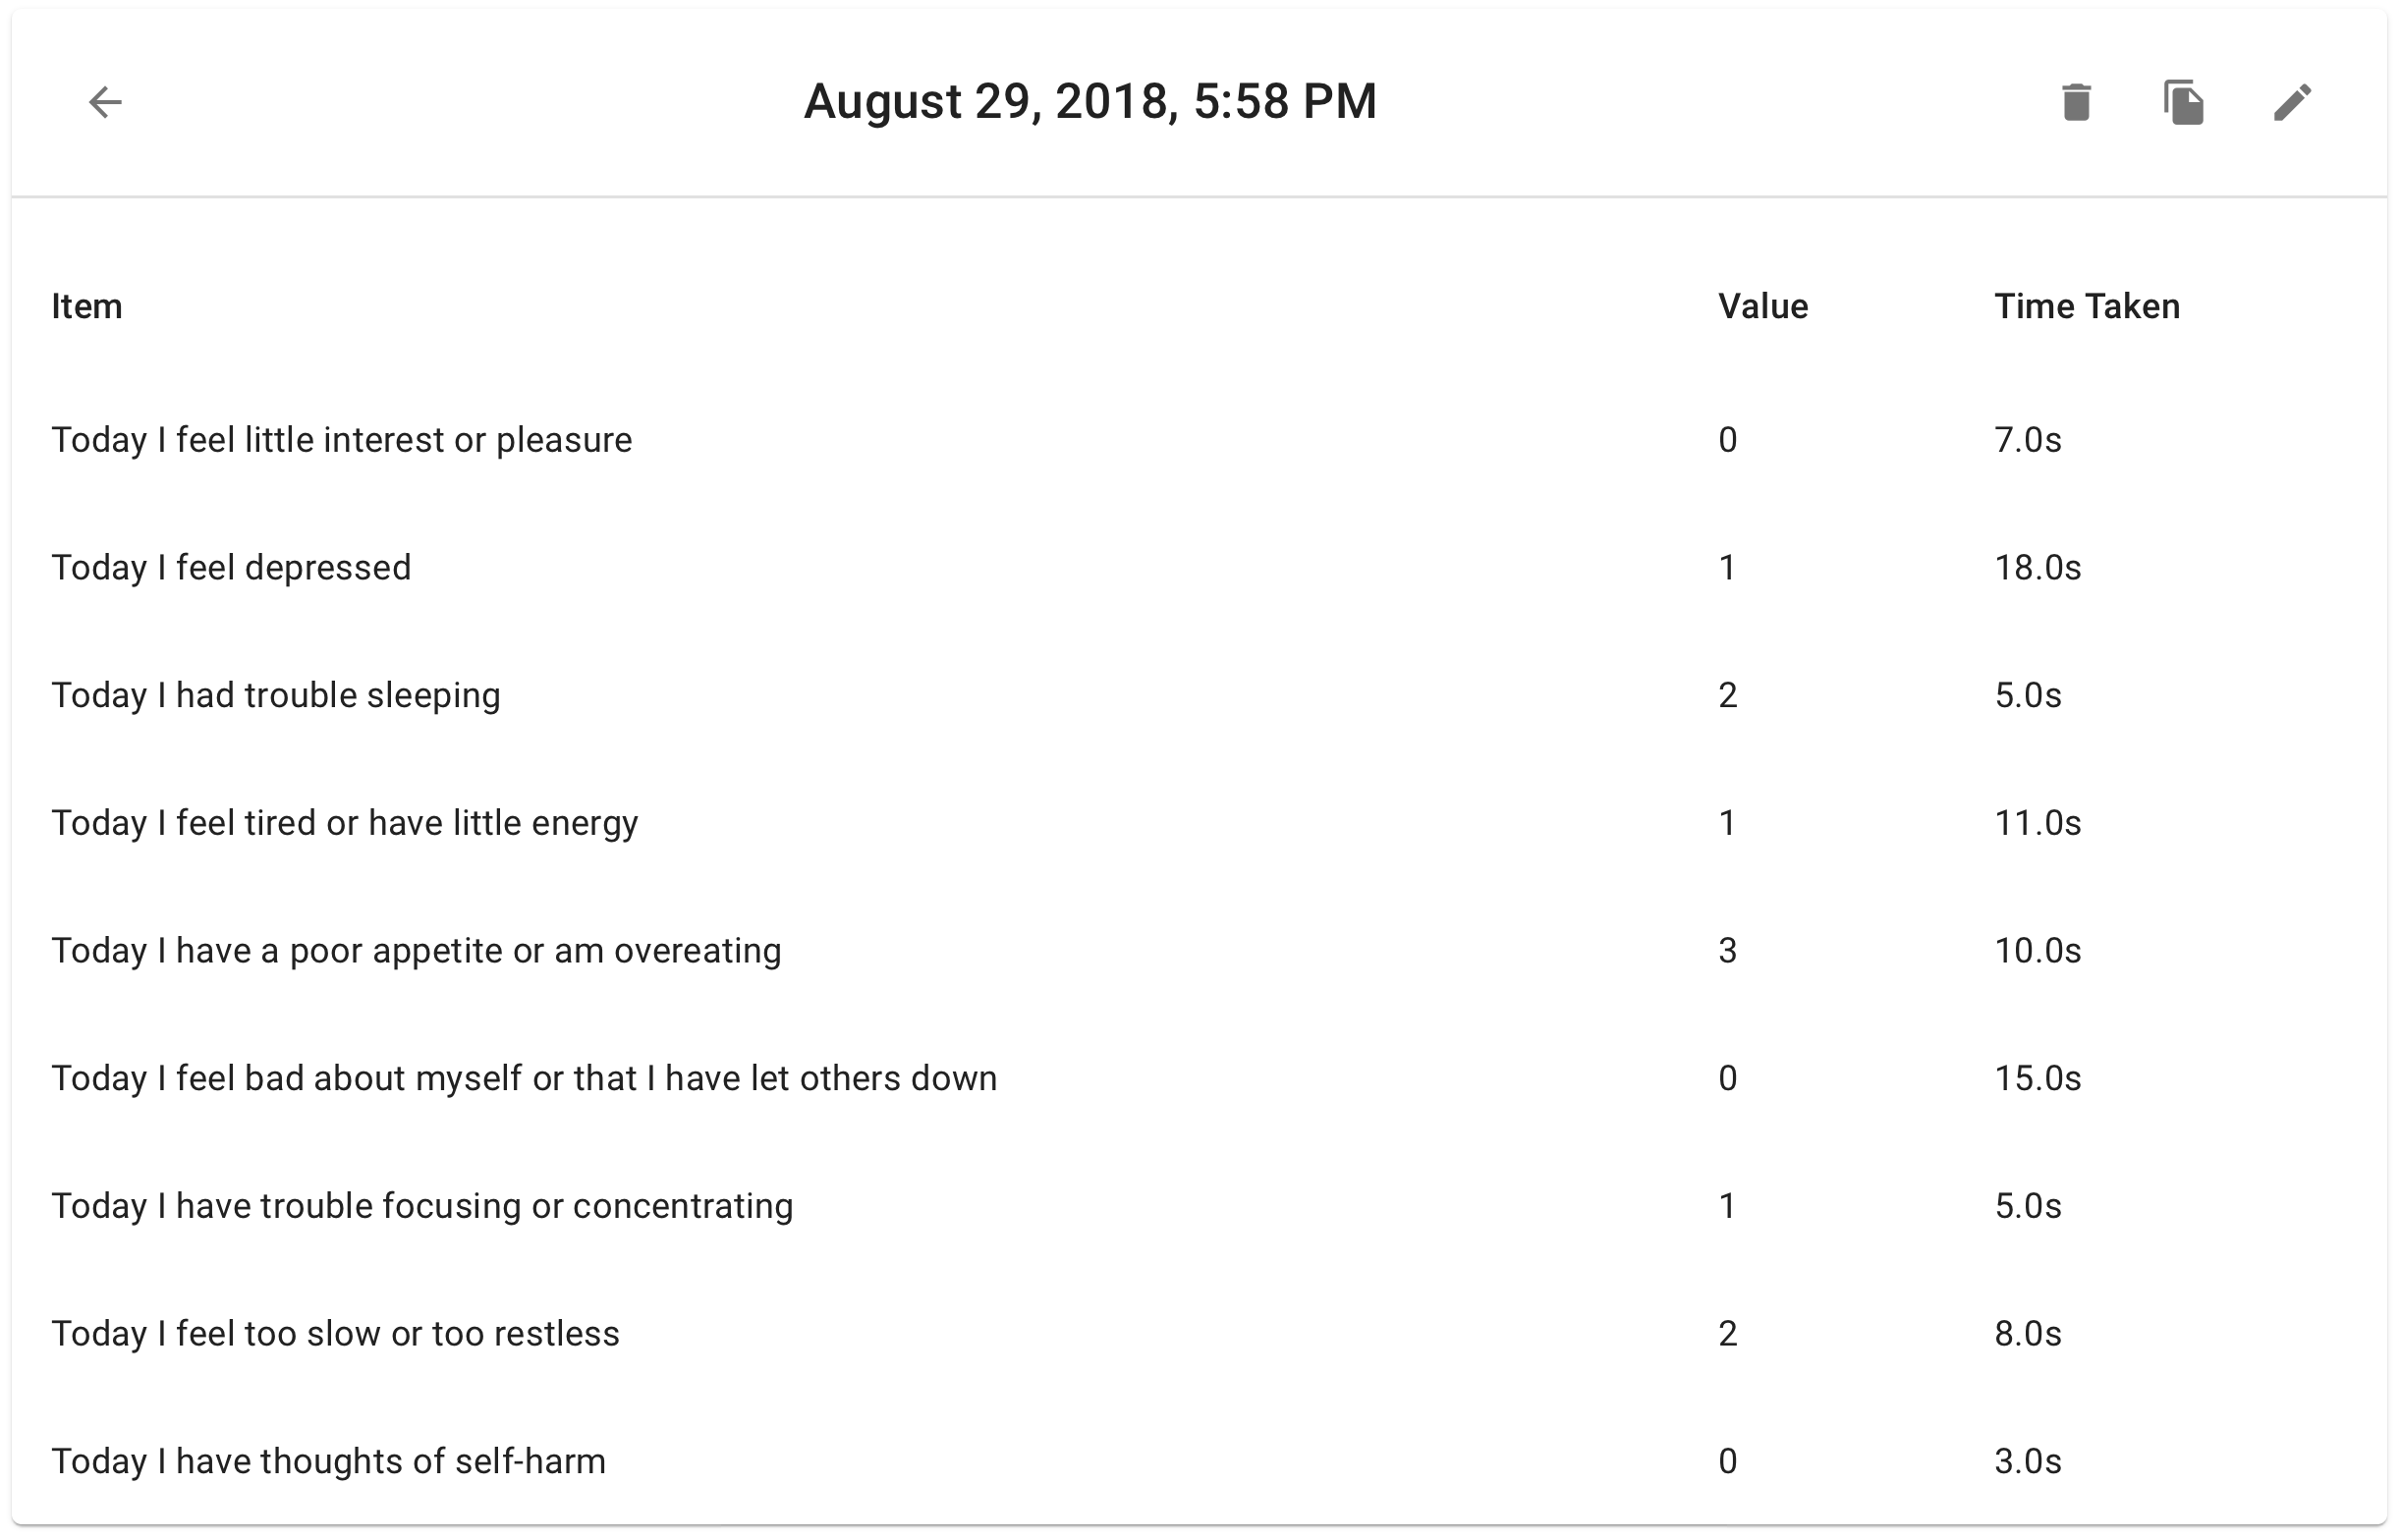 August 29, 2018, 5:58 PM
Item Value Time Taken
Today I feel little interest or pleasure 0 7.0s
Today I feel depressed 1 18.0s
Today I had trouble sleeping 2 5.0s
Today I feel tired or have little energy 1 11.0s
Today I have a poor appetite or am overeating 3 10.0s
Today I feel bad about myself or that I have let others down 0 15.0s
Today I have trouble focusing or concentrating 1 5.0s
Today I feel too slow or too restless 2 8.0s
Today I have thoughts of self-harm 0 3.0s